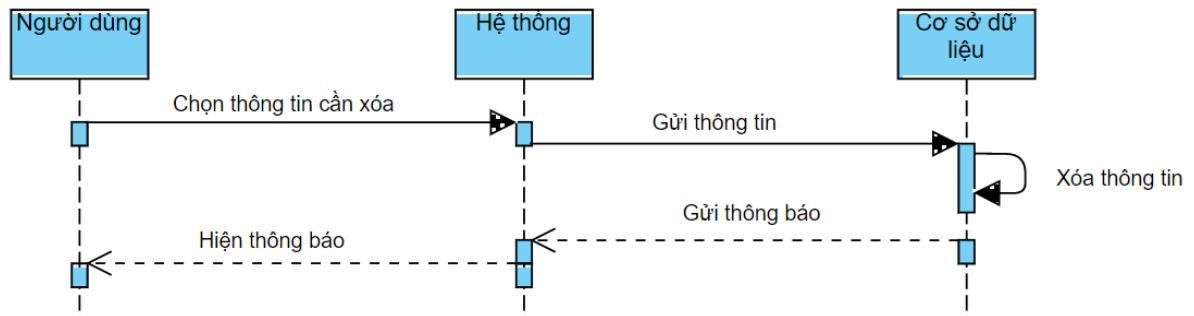 Người dùng
Hệ thông
Cơ sở dữ
liệu
Chọn thông tin cần xóa
Gửi thông tin
Xóa thông tin
Gửi thông báo
Hiện thông báo